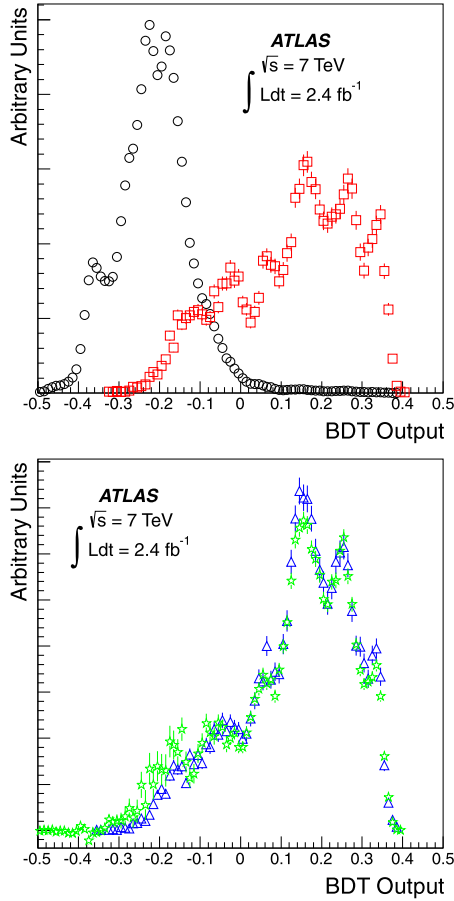 Arbitrary Units
ATLAS
√s = 7 TeV
∫ Ldt = 2.4 fb⁻¹
-0.5 -0.4 -0.3 -0.2 -0.1 0 0.1 0.2 0.3 0.4 0.5
BDT Output
Arbitrary Units
ATLAS
√s = 7 TeV
∫ Ldt = 2.4 fb⁻¹
-0.5 -0.4 -0.3 -0.2 -0.1 0 0.1 0.2 0.3 0.4 0.5
BDT Output